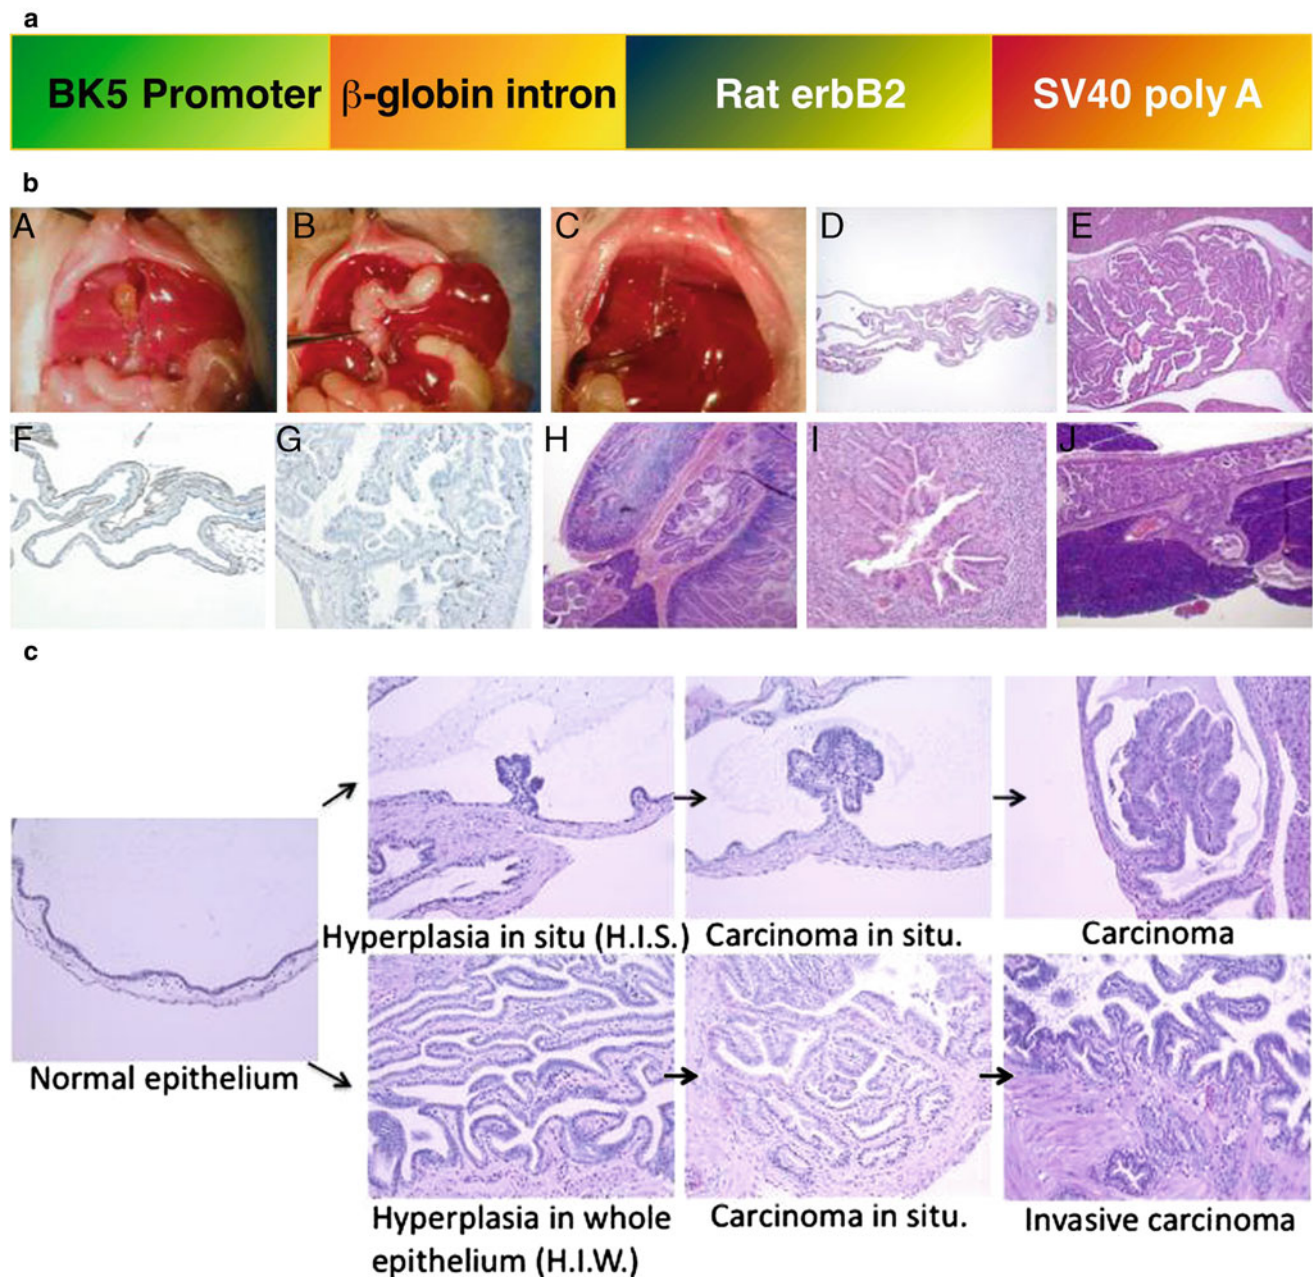 a
BK5 Promoter β-globin intron Rat erbB2 SV40 poly A
b
A B C D E
F G H I J
c
Hyperplasia in situ (H.I.S.) Carcinoma in situ. Carcinoma
Normal epithelium
Hyperplasia in whole epithelium (H.I.W.) Carcinoma in situ. Invasive carcinoma